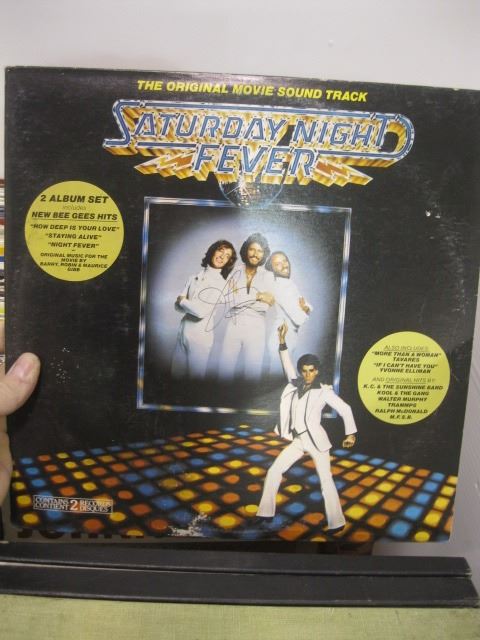 THE ORIGINAL MOVIE SOUND TRACK
SATURDAY NIGHT
FEVER
2 ALBUM SET
includes
NEW BEE GEES HITS
"HOW DEEP IS YOUR LOVE"
"STAYING ALIVE"
"NIGHT FEVER"
ORIGINAL MUSIC FOR THE
MOVIE BY
BARRY, ROBIN & MAURICE
GIBB
ALSO INCLUDES:
"MORE THAN A WOMAN"
TAVARES
"IF I CAN'T HAVE YOU"
YVONNE ELLIMAN
AND ORIGINAL HITS BY
K.C. & THE SUNSHINE BAND
KOOL & THE GANG
WALTER MURPHY
TRAMMPS
RALPH McDONALD
M.F.S.B.
CONTAINS 2 RECORDS
CONTIENT 2 DISQUES